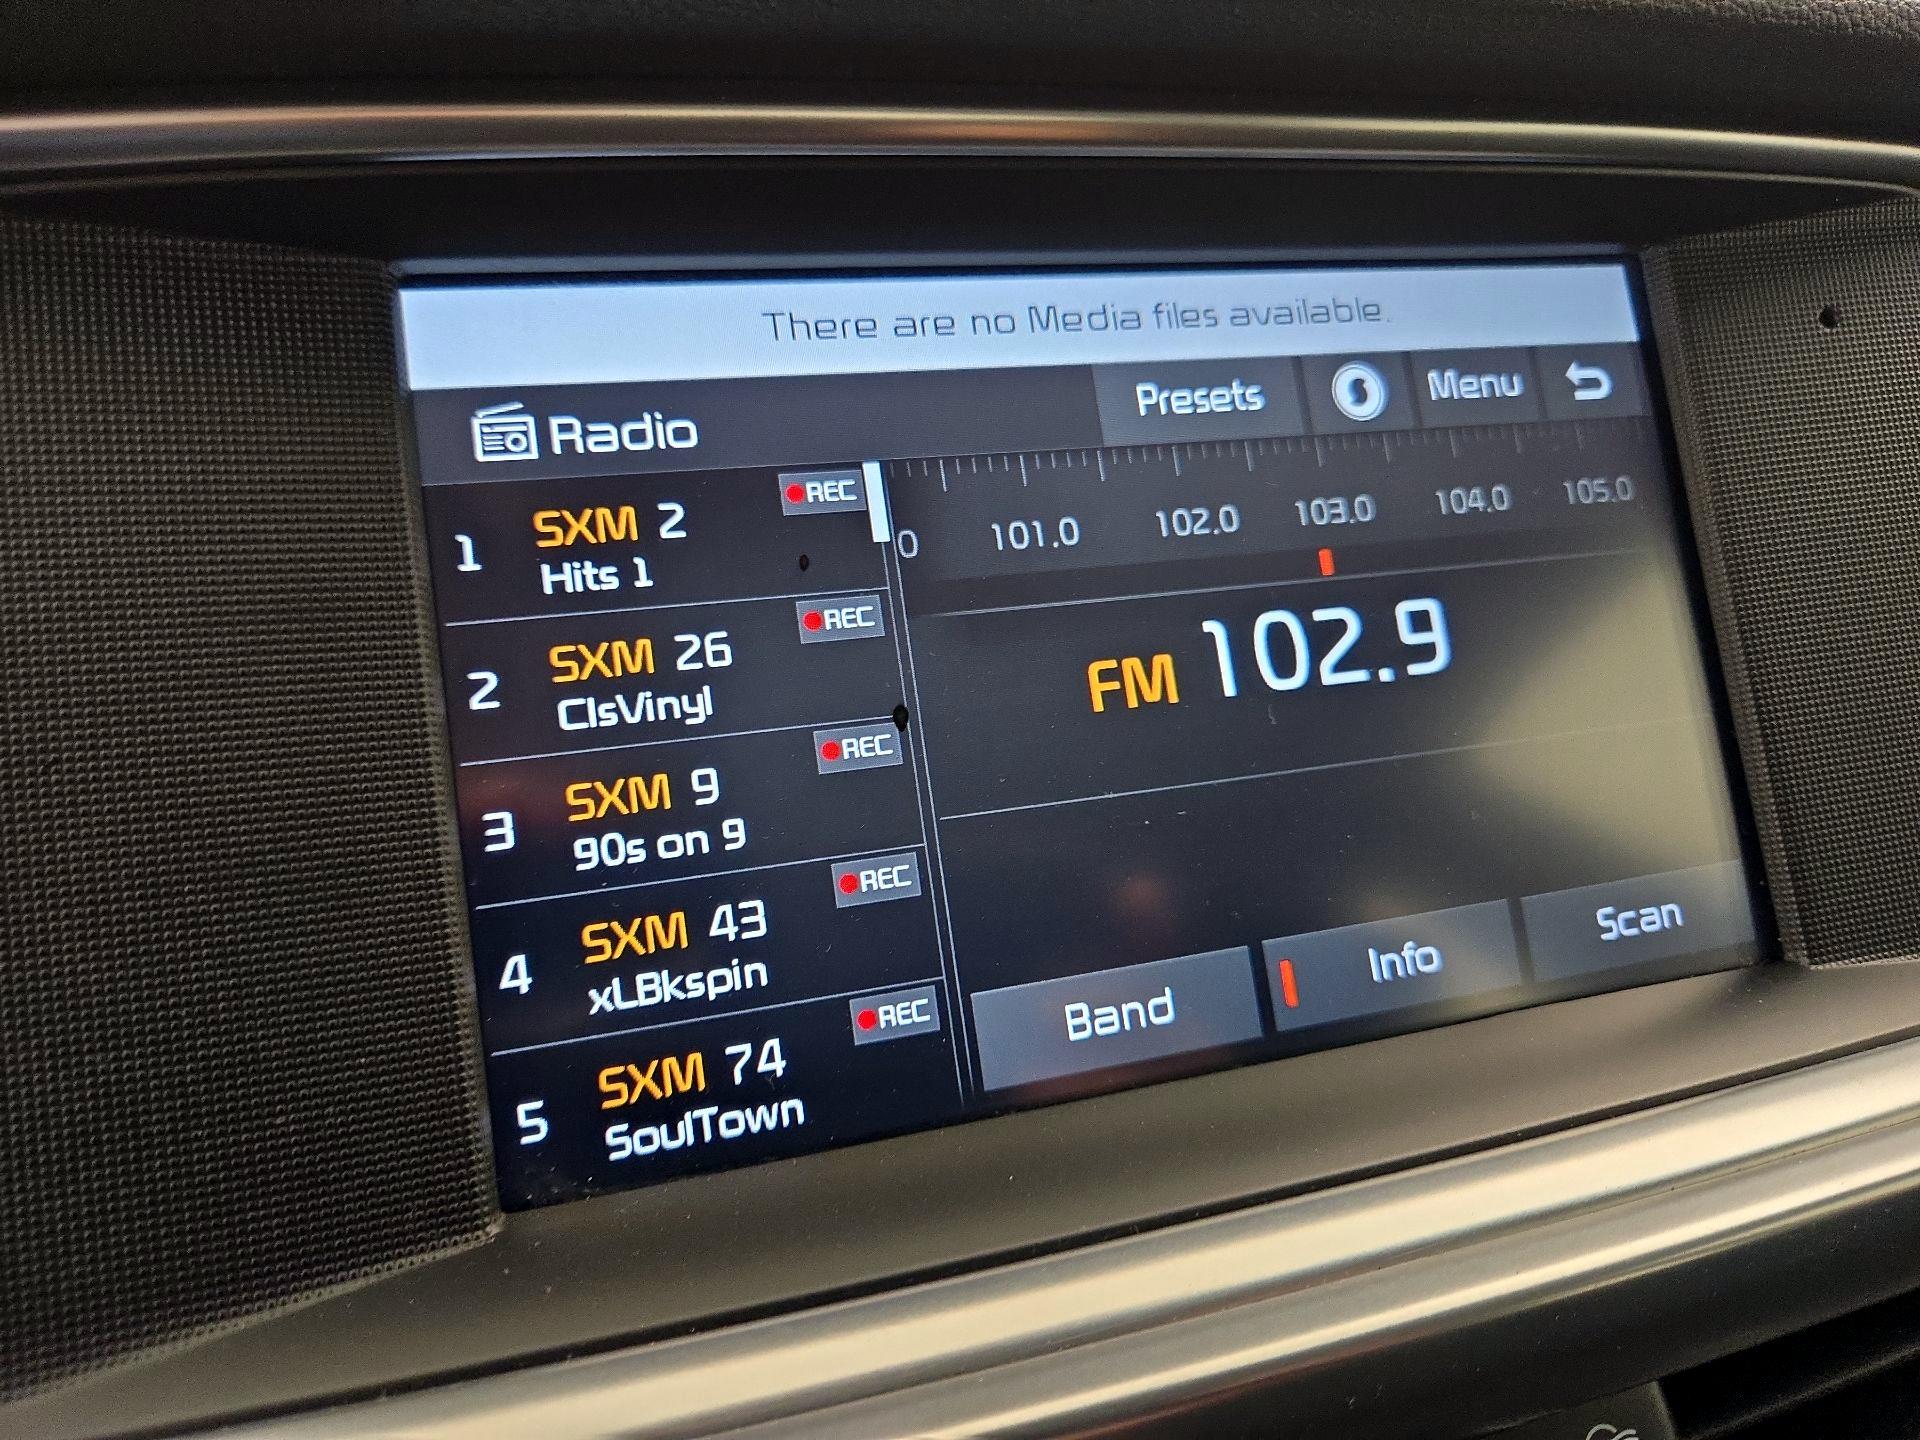 There are no Media files available.
Radio
Presets
Menu
1 SXM 2 REC
Hits 1
2 SXM 26 REC
ClsVinyl
3 SXM 9 REC
90s on 9
4 SXM 43 REC
xLBkspin
5 SXM 74 REC
SoulTown
0 101.0 102.0 103.0 104.0 105.0
FM 102.9
Band
Info
Scan